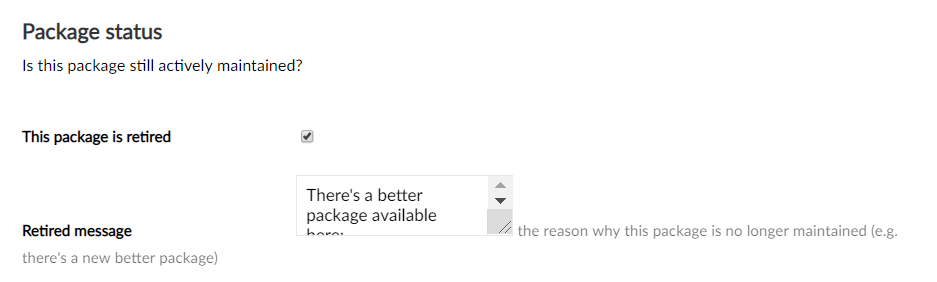 Package status
Is this package still actively maintained?
This package is retired
There's a better
package available
here:
Retired message
the reason why this package is no longer maintained (e.g.
there's a new better package)